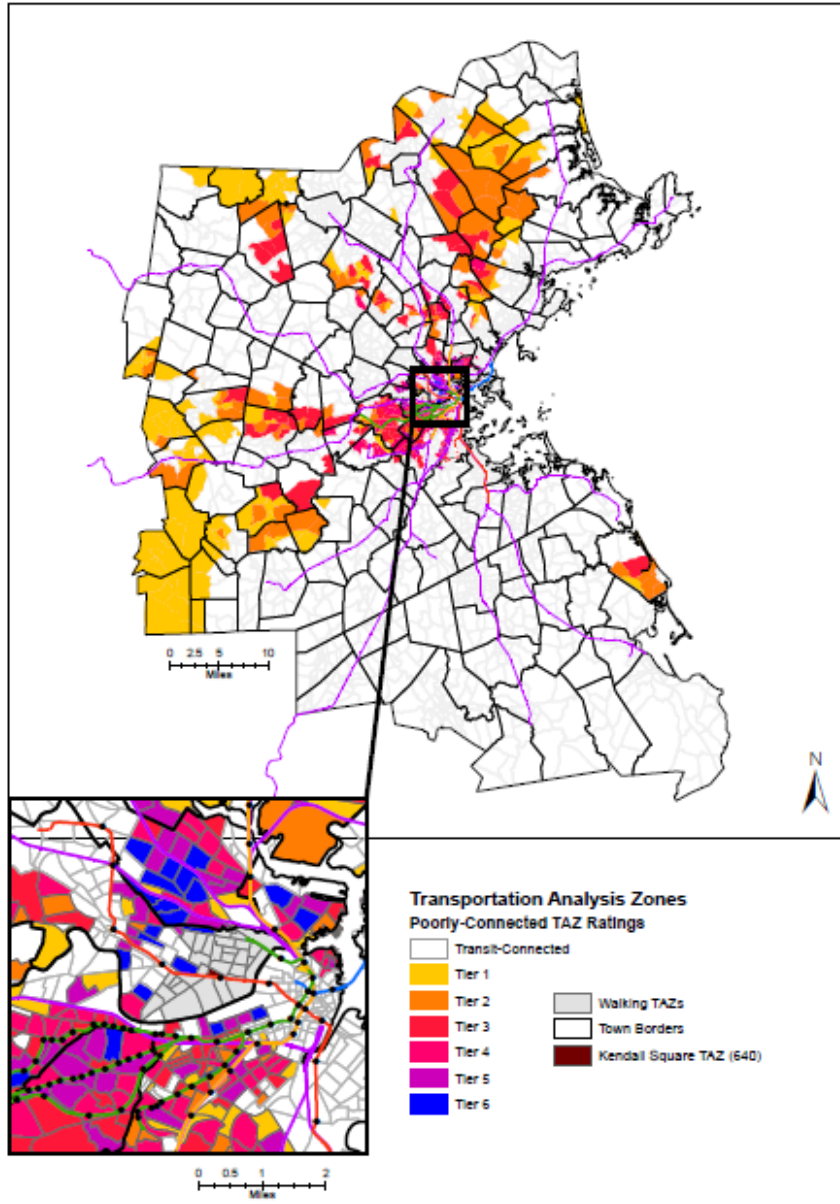 0 2.5 5 10
Miles
N
Transportation Analysis Zones
Poorly-Connected TAZ Ratings
Transit-Connected
Tier 1
Tier 2
Tier 3
Tier 4
Tier 5
Tier 6
Walking TAZs
Town Borders
Kendall Square TAZ (640)
0 0.5 1 2
Miles